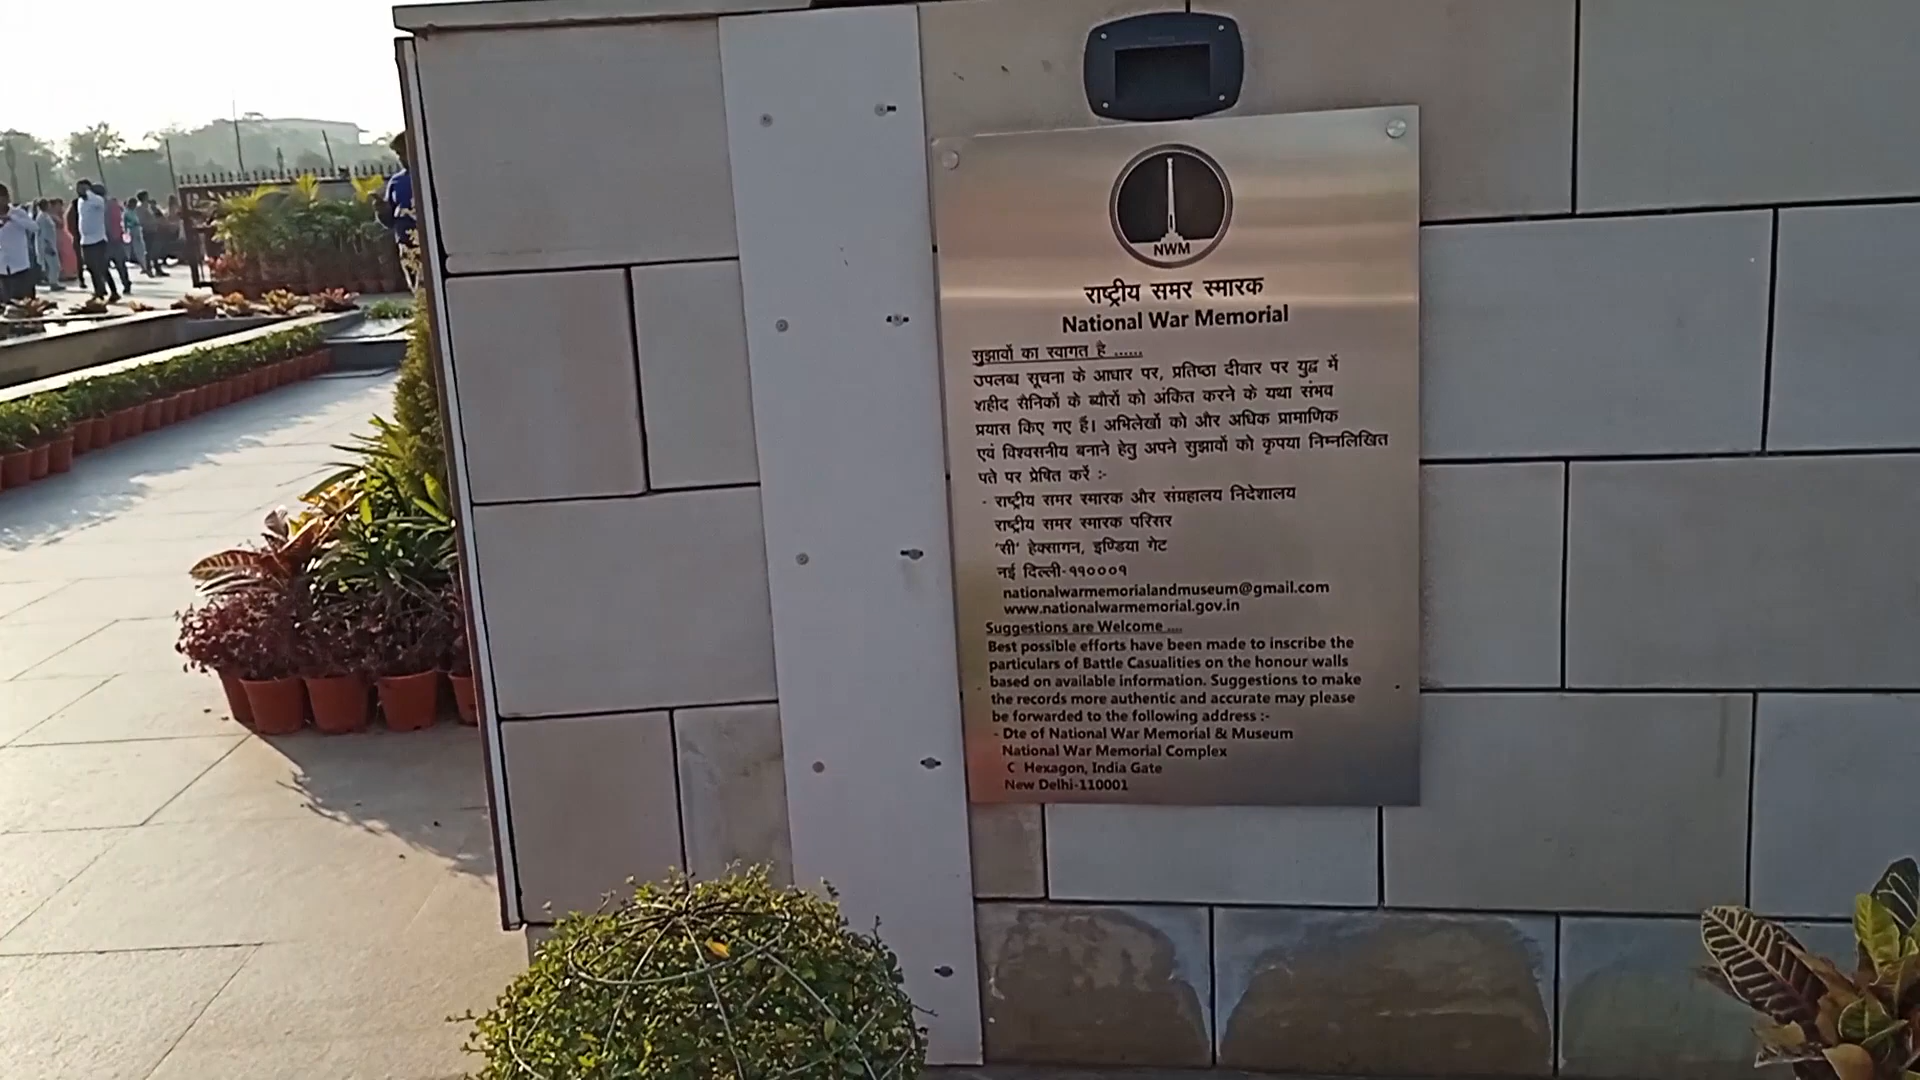 NWM
राष्ट्रीय समर स्मारक
National War Memorial
सुझावों का स्वागत है ......
उपलब्ध सूचना के आधार पर, प्रतिष्ठा दीवार पर युद्ध में
शहीद सैनिकों के ब्यौरों को अंकित करने के यथा संभव
प्रयास किए गए हैं। अभिलेखों को और अधिक प्रामाणिक
एवं विश्वसनीय बनाने हेतु अपने सुझावों को कृपया निम्नलिखित
पते पर प्रेषित करें :-
- राष्ट्रीय समर स्मारक और संग्रहालय निदेशालय
राष्ट्रीय समर स्मारक परिसर
'सी' हेक्सागन, इण्डिया गेट
नई दिल्ली-११०००१
nationalwarmemorialandmuseum@gmail.com
www.nationalwarmemorial.gov.in
Suggestions are Welcome ....
Best possible efforts have been made to inscribe the
particulars of Battle Casualities on the honour walls
based on available information. Suggestions to make
the records more authentic and accurate may please
be forwarded to the following address :-
- Dte of National War Memorial & Museum
National War Memorial Complex
C Hexagon, India Gate
New Delhi-110001